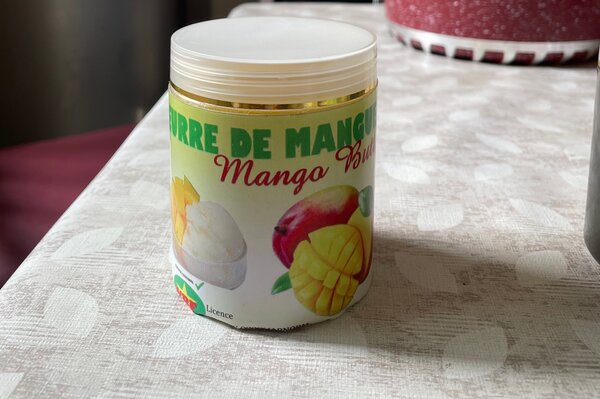 URRE DE MANGU
Mango Bu
Licence